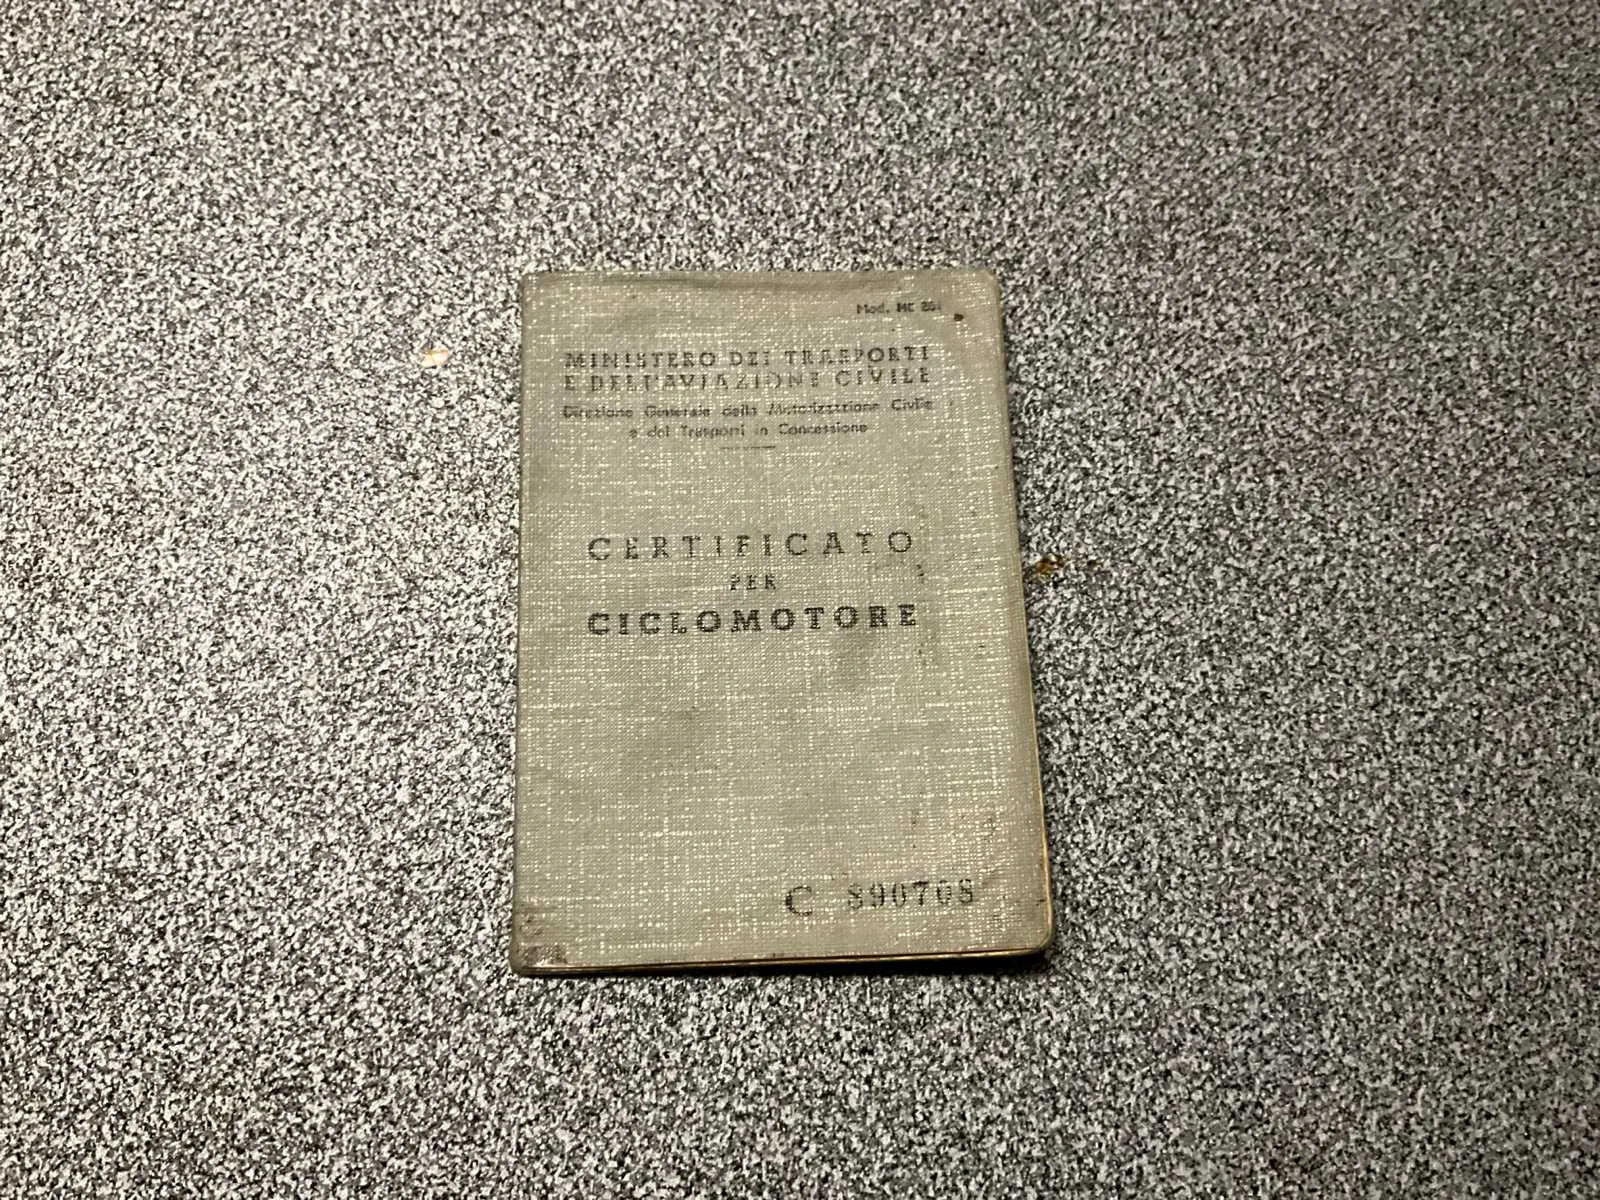 Mod. MC
MINISTERO DEI TRASPORTI
E DELL'AVIAZIONE CIVILE
Direzione Generale della Motorizzazione Civile
e dei Trasporti in Concessione
CERTIFICATO
PER
CICLOMOTORE
C 890708